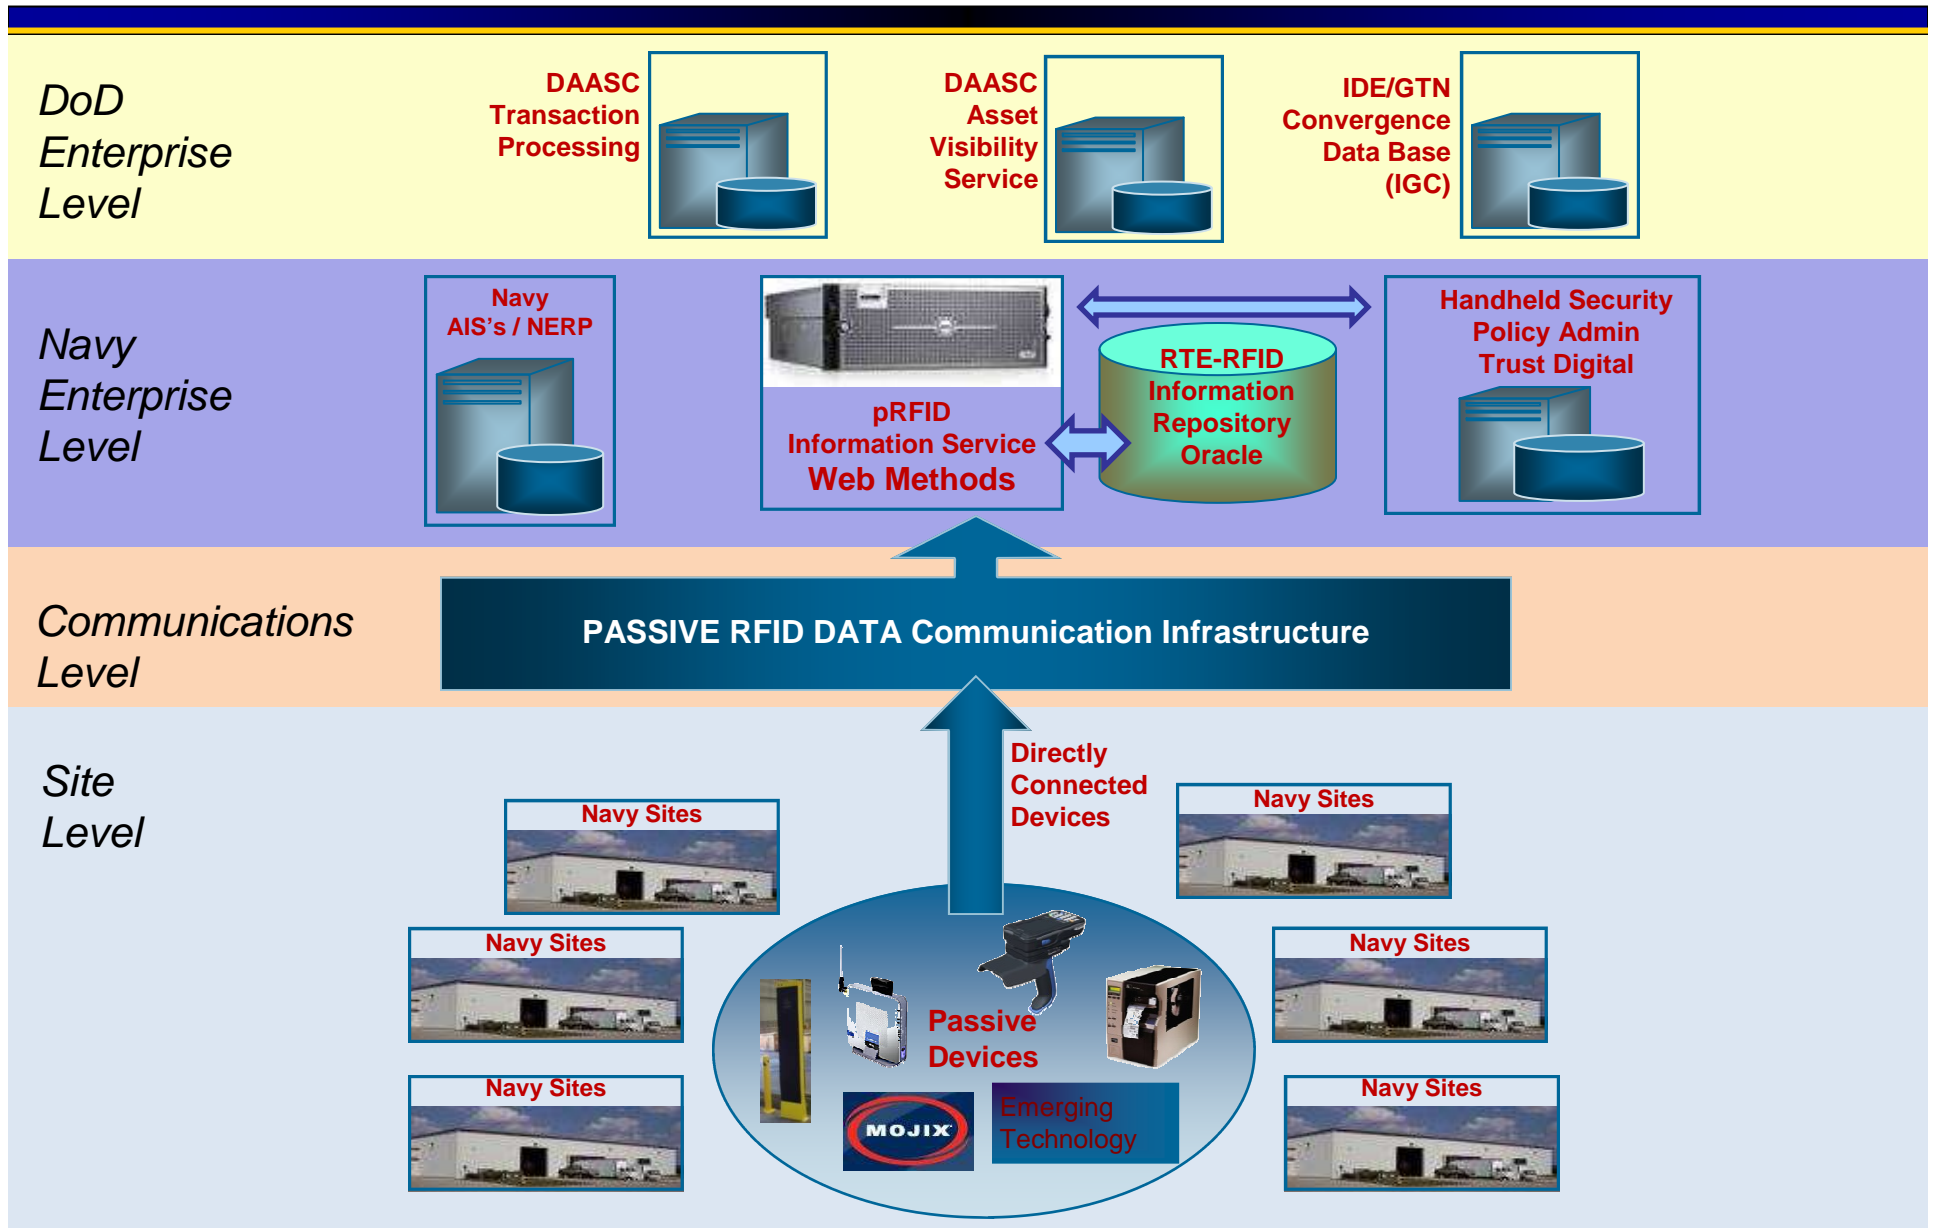 DoD
Enterprise
Level
DAASC
Transaction
Processing
DAASC
Asset
Visibility
Service
IDE/GTN
Convergence
Data Base
(IGC)
Navy
Enterprise
Level
Navy
AIS's / NERP
pRFID
Information Service
Web Methods
RTE-RFID
Information
Repository
Oracle
Handheld Security
Policy Admin
Trust Digital
Communications
Level
PASSIVE RFID DATA Communication Infrastructure
Site
Level
Directly
Connected
Devices
Navy Sites
Navy Sites
Navy Sites
Navy Sites
Navy Sites
Navy Sites
Passive
Devices
MOJIX
Emerging
Technology